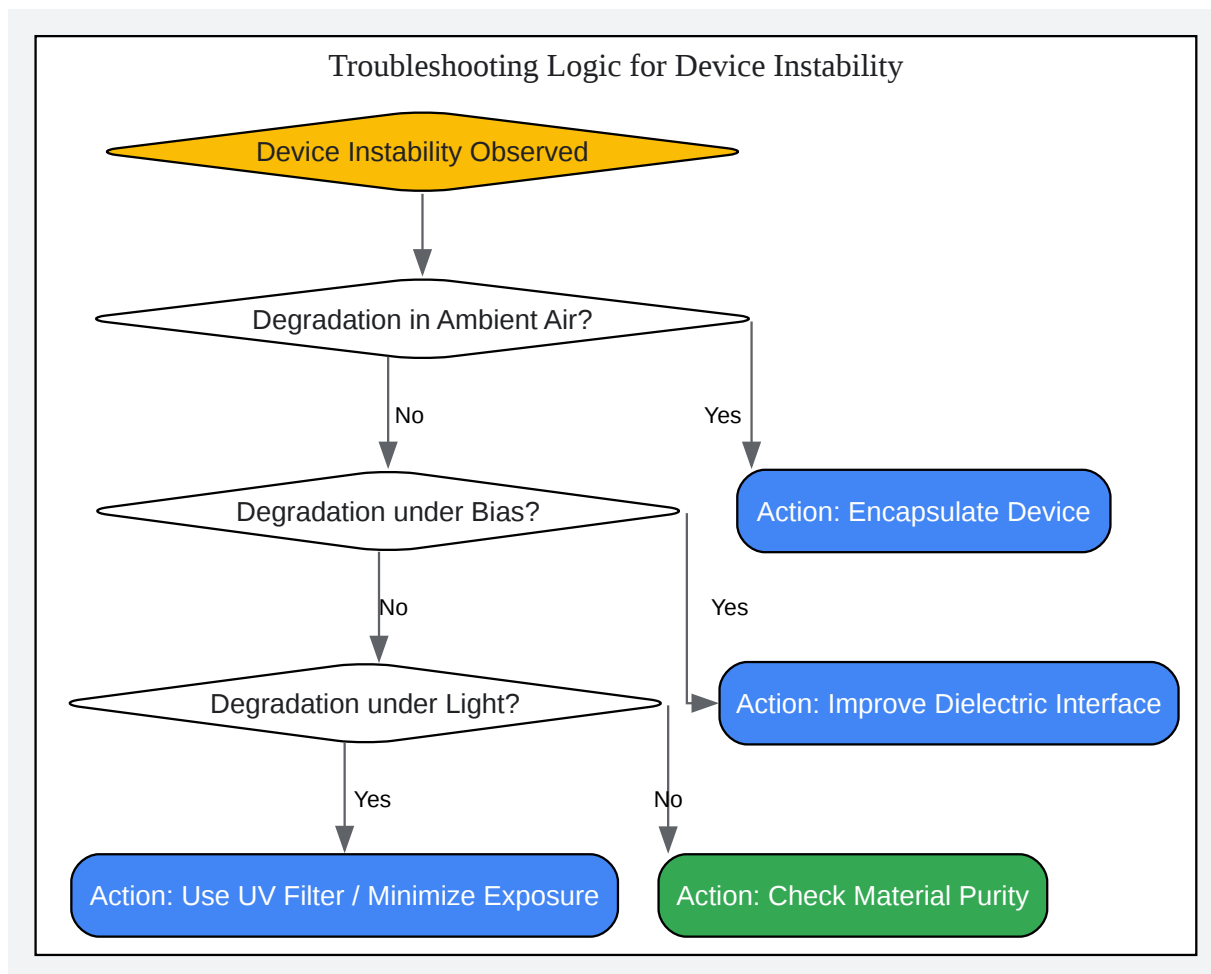 Troubleshooting Logic for Device Instability
Device Instability Observed
Degradation in Ambient Air?
No
Yes
Degradation under Bias?
Action: Encapsulate Device
No
Yes
Degradation under Light?
Action: Improve Dielectric Interface
Yes
No
Action: Use UV Filter / Minimize Exposure
Action: Check Material Purity